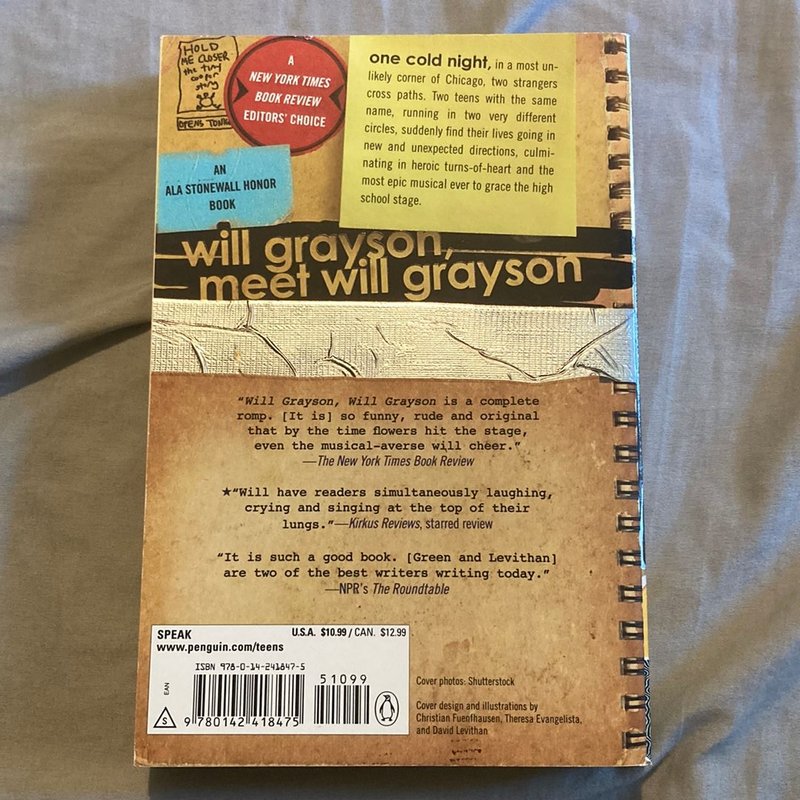 HOLD
ME CLOSER
the tiny
cooper
story
OPENS TONI
A
NEW YORK TIMES
BOOK REVIEW
EDITORS' CHOICE
AN
ALA STONEWALL HONOR
BOOK
one cold night, in a most un-
likely corner of Chicago, two strangers
cross paths. Two teens with the same
name, running in two very different
circles, suddenly find their lives going in
new and unexpected directions, culmi-
nating in heroic turns-of-heart and the
most epic musical ever to grace the high
school stage.
will grayson,
meet will grayson
"Will Grayson, Will Grayson is a complete
romp. [It is] so funny, rude and original
that by the time flowers hit the stage,
even the musical-averse will cheer."
—The New York Times Book Review
★"Will have readers simultaneously laughing,
crying and singing at the top of their
lungs."—Kirkus Reviews, starred review
"It is such a good book. [Green and Levithan]
are two of the best writers writing today."
—NPR's The Roundtable
SPEAK
U.S.A. $10.99 / CAN. $12.99
www.penguin.com/teens
ISBN 978-0-14-241847-5
51099
EAN
S
9 780142 418475
Cover photos: Shutterstock
Cover design and illustrations by
Christian Fuenfhausen, Theresa Evangelista,
and David Levithan